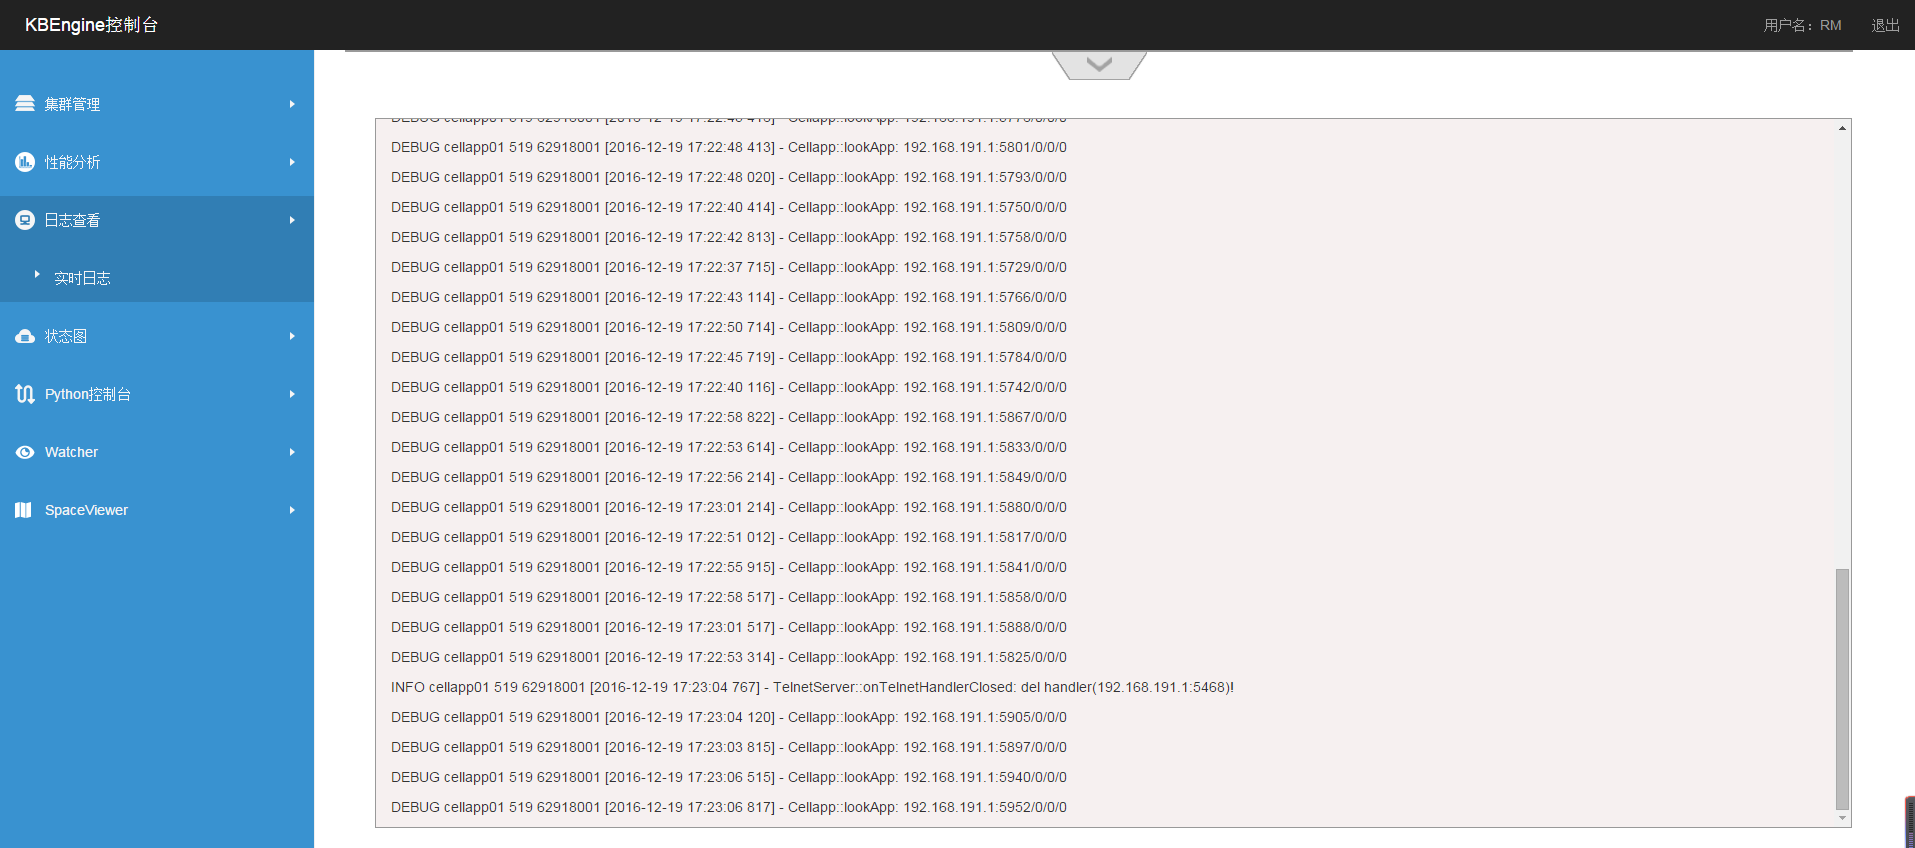 KBEngine控制台
用户名：RM 退出
集群管理
性能分析
日志查看
实时日志
状态图
Python控制台
Watcher
SpaceViewer
DEBUG cellapp01 519 62918001 [2016-12-19 17:22:48 413] - Cellapp::lookApp: 192.168.191.1:5801/0/0/0
DEBUG cellapp01 519 62918001 [2016-12-19 17:22:48 020] - Cellapp::lookApp: 192.168.191.1:5793/0/0/0
DEBUG cellapp01 519 62918001 [2016-12-19 17:22:40 414] - Cellapp::lookApp: 192.168.191.1:5750/0/0/0
DEBUG cellapp01 519 62918001 [2016-12-19 17:22:42 813] - Cellapp::lookApp: 192.168.191.1:5758/0/0/0
DEBUG cellapp01 519 62918001 [2016-12-19 17:22:37 715] - Cellapp::lookApp: 192.168.191.1:5729/0/0/0
DEBUG cellapp01 519 62918001 [2016-12-19 17:22:43 114] - Cellapp::lookApp: 192.168.191.1:5766/0/0/0
DEBUG cellapp01 519 62918001 [2016-12-19 17:22:50 714] - Cellapp::lookApp: 192.168.191.1:5809/0/0/0
DEBUG cellapp01 519 62918001 [2016-12-19 17:22:45 719] - Cellapp::lookApp: 192.168.191.1:5784/0/0/0
DEBUG cellapp01 519 62918001 [2016-12-19 17:22:40 116] - Cellapp::lookApp: 192.168.191.1:5742/0/0/0
DEBUG cellapp01 519 62918001 [2016-12-19 17:22:58 822] - Cellapp::lookApp: 192.168.191.1:5867/0/0/0
DEBUG cellapp01 519 62918001 [2016-12-19 17:22:53 614] - Cellapp::lookApp: 192.168.191.1:5833/0/0/0
DEBUG cellapp01 519 62918001 [2016-12-19 17:22:56 214] - Cellapp::lookApp: 192.168.191.1:5849/0/0/0
DEBUG cellapp01 519 62918001 [2016-12-19 17:23:01 214] - Cellapp::lookApp: 192.168.191.1:5880/0/0/0
DEBUG cellapp01 519 62918001 [2016-12-19 17:22:51 012] - Cellapp::lookApp: 192.168.191.1:5817/0/0/0
DEBUG cellapp01 519 62918001 [2016-12-19 17:22:55 915] - Cellapp::lookApp: 192.168.191.1:5841/0/0/0
DEBUG cellapp01 519 62918001 [2016-12-19 17:22:58 517] - Cellapp::lookApp: 192.168.191.1:5858/0/0/0
DEBUG cellapp01 519 62918001 [2016-12-19 17:23:01 517] - Cellapp::lookApp: 192.168.191.1:5888/0/0/0
DEBUG cellapp01 519 62918001 [2016-12-19 17:22:53 314] - Cellapp::lookApp: 192.168.191.1:5825/0/0/0
INFO cellapp01 519 62918001 [2016-12-19 17:23:04 767] - TelnetServer::onTelnetHandlerClosed: del handler(192.168.191.1:5468)!
DEBUG cellapp01 519 62918001 [2016-12-19 17:23:04 120] - Cellapp::lookApp: 192.168.191.1:5905/0/0/0
DEBUG cellapp01 519 62918001 [2016-12-19 17:23:03 815] - Cellapp::lookApp: 192.168.191.1:5897/0/0/0
DEBUG cellapp01 519 62918001 [2016-12-19 17:23:06 515] - Cellapp::lookApp: 192.168.191.1:5940/0/0/0
DEBUG cellapp01 519 62918001 [2016-12-19 17:23:06 817] - Cellapp::lookApp: 192.168.191.1:5952/0/0/0